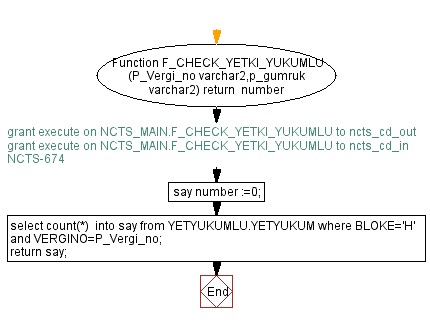 Function F_CHECK_YETKI_YUKUMLU
(P_Vergi_no varchar2,p_gumruk
varchar2) return  number
grant execute on NCTS_MAIN.F_CHECK_YETKI_YUKUMLU to ncts_cd_out
grant execute on NCTS_MAIN.F_CHECK_YETKI_YUKUMLU to ncts_cd_in
NCTS-674
say number :=0;
select count(*)  into say from YETYUKUMLU.YETYUKUM where BLOKE='H'
and VERGINO=P_Vergi_no;
return say;
End